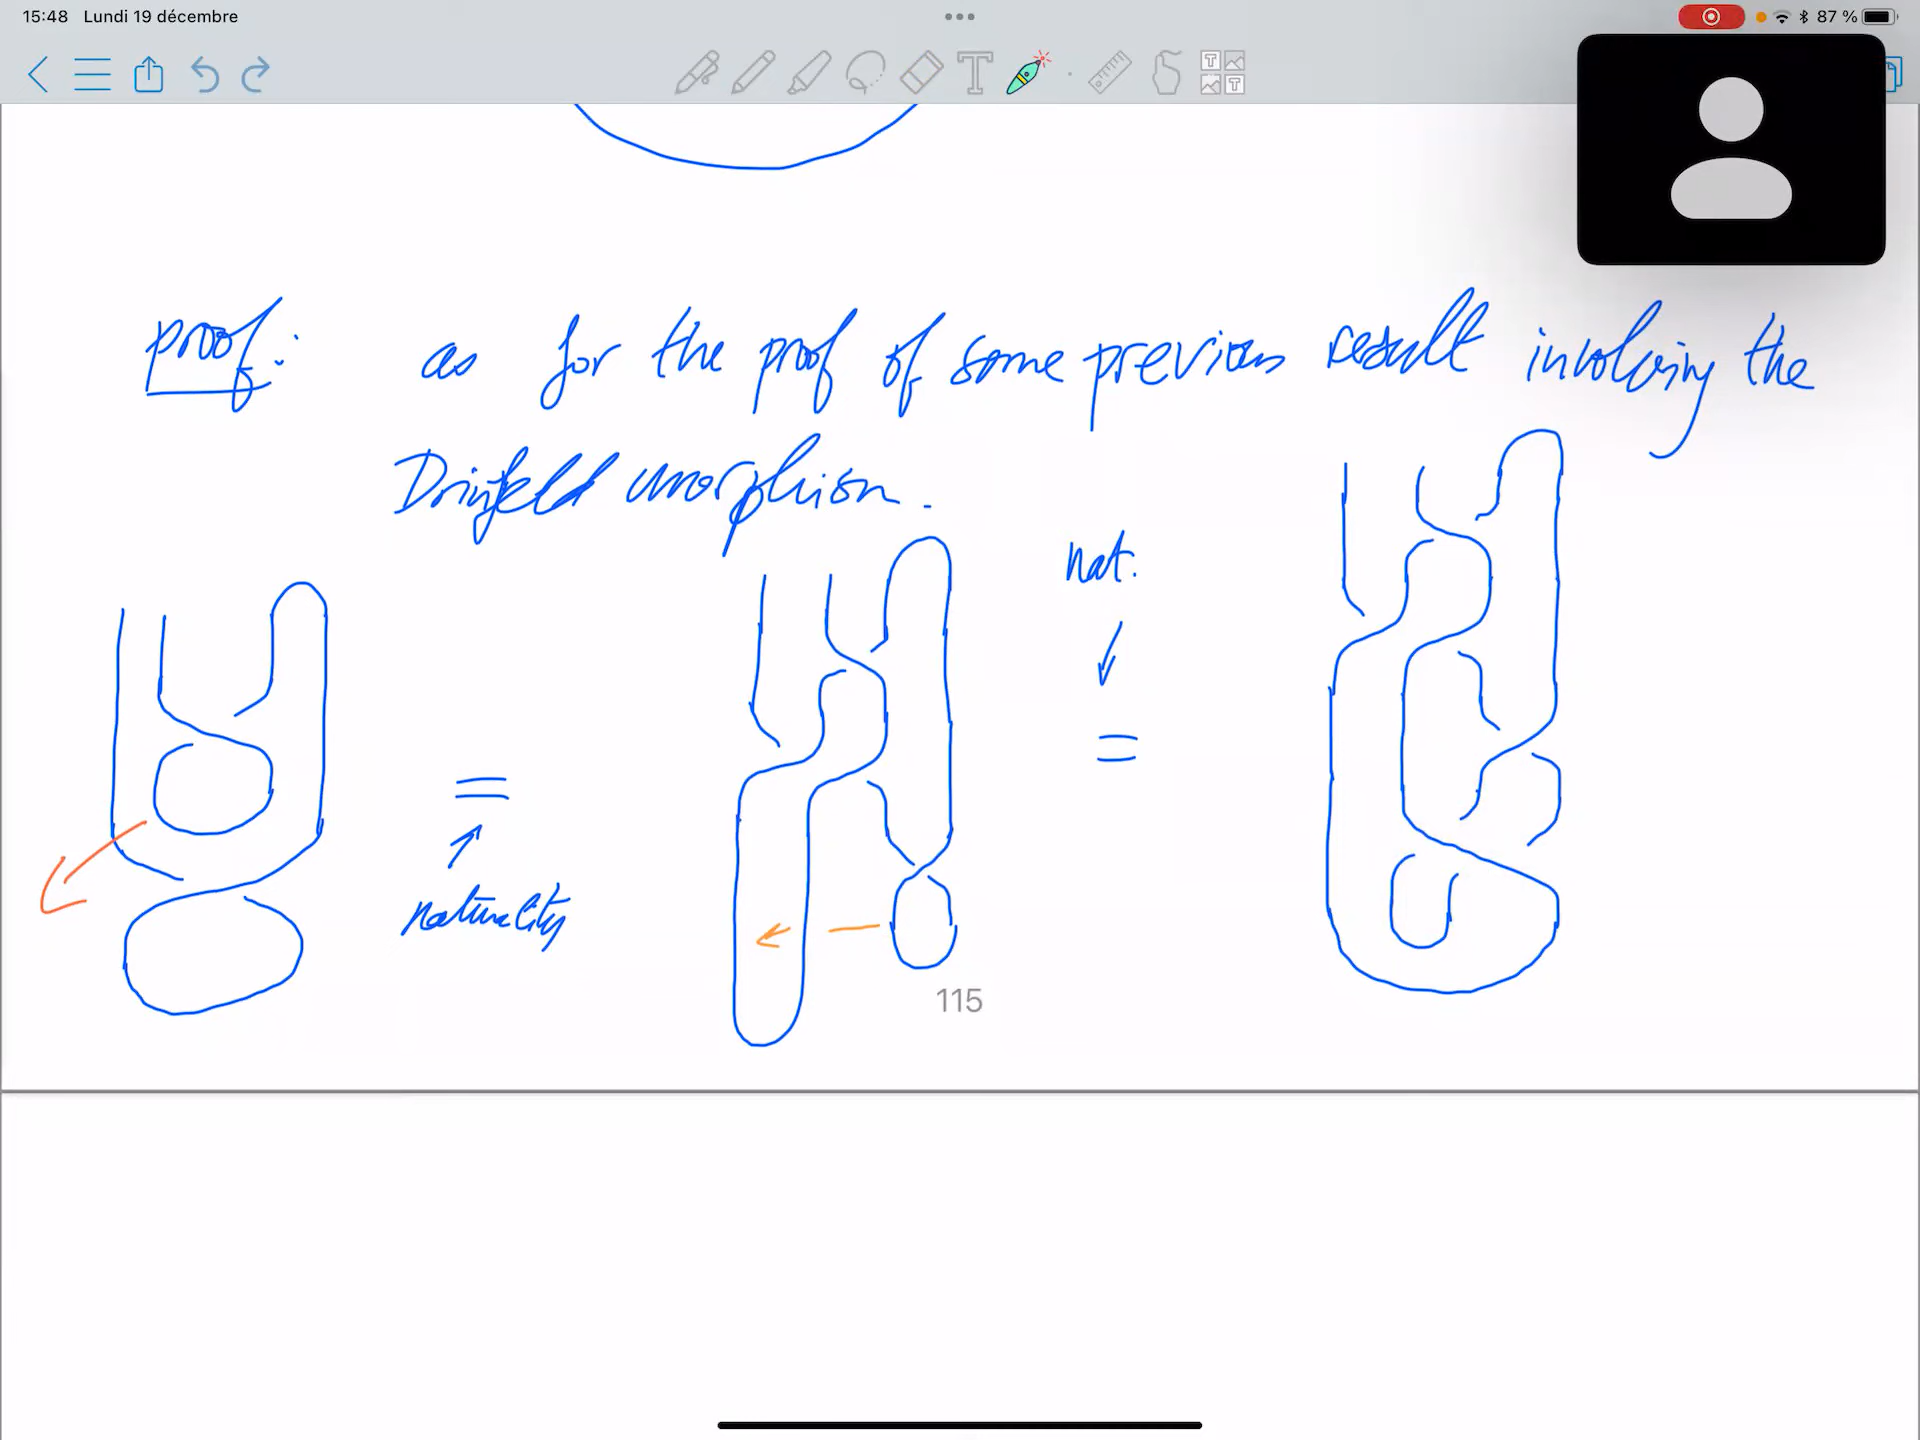 15:48 Lundi 19 décembre
87 %
proof: as for the proof of some previous result involving the
Drinfeld morphism.
nat.
=
=
naturality
115